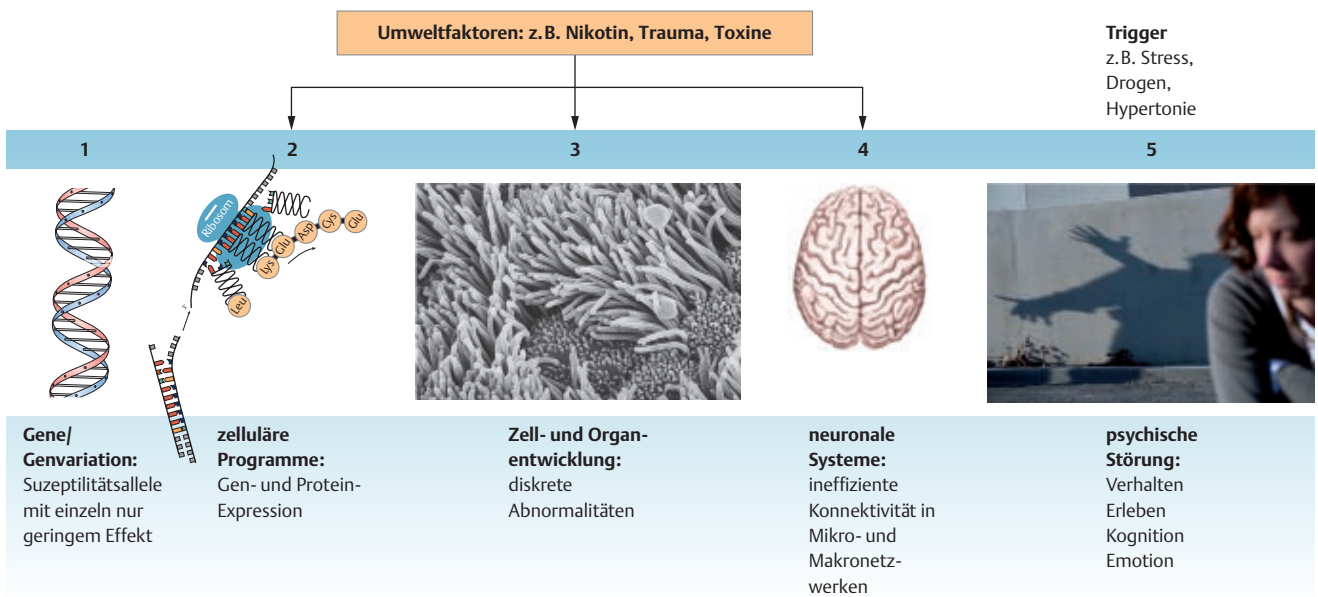 Umweltfaktoren: z.B. Nikotin, Trauma, Toxine
Trigger
z.B. Stress,
Drogen,
Hypertonie
1
2
3
4
5
Ribosom
Leu
Lys
Glu
Asp
Cys
Glu
Gene/
Genvariation:
Suzeptilitätsallele
mit einzeln nur
geringem Effekt
zelluläre
Programme:
Gen- und Protein-
Expression
Zell- und Organ-
entwicklung:
diskrete
Abnormalitäten
neuronale
Systeme:
ineffiziente
Konnektivität in
Mikro- und
Makronetz-
werken
psychische
Störung:
Verhalten
Erleben
Kognition
Emotion